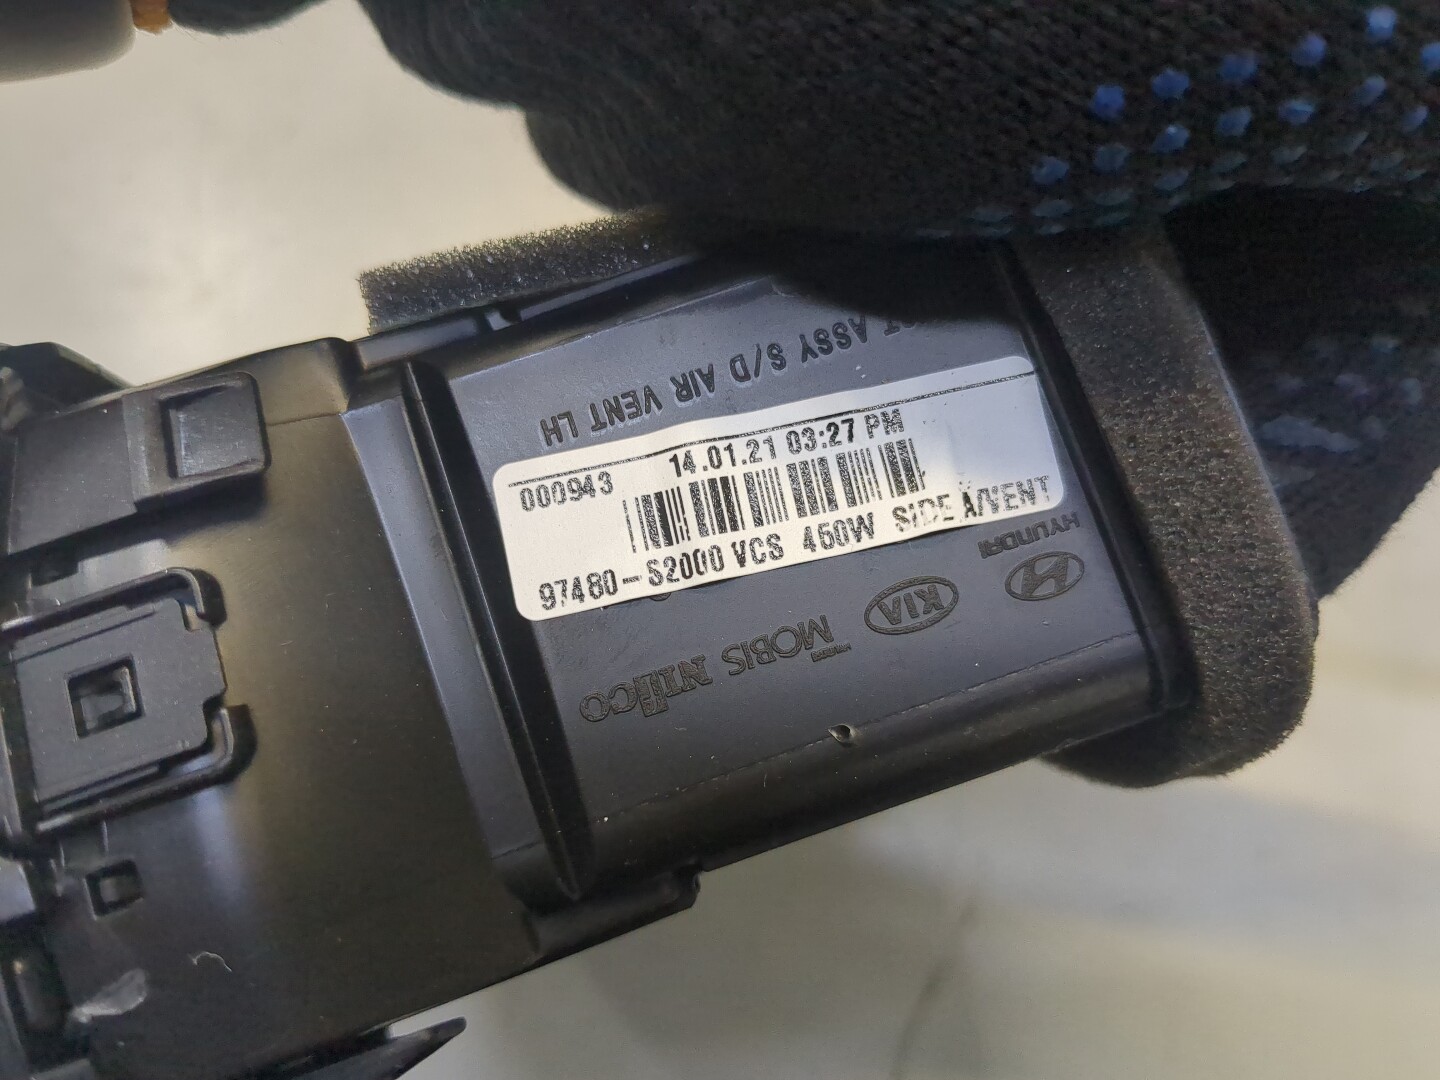 ASSY S/D AIR VENT LH
000943
14.01.21 03:27 PM
97480-S2000 VCS 450W SIDE A/VENT
HYUNDAI
KIA
MOBIS